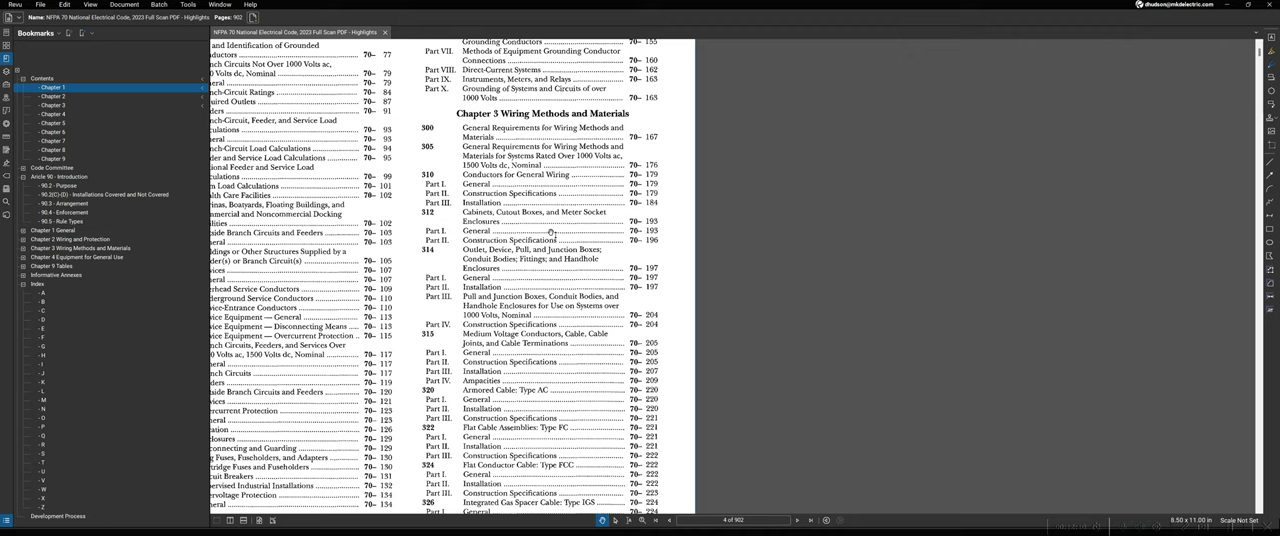 Revu File Edit View Document Batch Tools Window Help
dhudson@mkdelectric.com
Name: NFPA 70 National Electrical Code, 2023 Full Scan PDF - Highlights Pages: 902
Bookmarks
NFPA 70 National Electrical Code, 2023 Full Scan PDF - Highlights
Contents
- Chapter 1
- Chapter 2
- Chapter 3
- Chapter 4
- Chapter 5
- Chapter 6
- Chapter 7
- Chapter 8
- Chapter 9
Code Committee
Aricle 90 - Introduction
- 90.2 - Purpose
- 90.2(C)-(D) - Installations Covered and Not Covered
- 90.3 - Arrangement
- 90.4 - Enforcement
- 90.5 - Rule Types
Chapter 1 General
Chapter 2 Wiring and Protection
Chapter 3 Wiring Methods and Materials
Chapter 4 Equipment for General Use
Chapter 9 Tables
Informative Annexes
Index
- A
- B
- C
- D
- E
- F
- G
- H
- I
- J
- K
- L
- M
- N
- O
- P
- Q
- R
- S
- T
- U
- V
- W
- X
- Z
Development Process
and Identification of Grounded
ductors 70– 77
nch Circuits Not Over 1000 Volts ac,
0 Volts dc, Nominal 70– 79
eral 70– 79
nch-Circuit Ratings 70– 84
uired Outlets 70– 87
ders 70– 91
nch-Circuit, Feeder, and Service Load
culations 70– 93
eral 70– 93
nch-Circuit Load Calculations 70– 94
der and Service Load Calculations 70– 95
ional Feeder and Service Load
culations 70– 99
m Load Calculations 70– 101
lth Care Facilities 70– 102
rinas, Boatyards, Floating Buildings, and
mmercial and Noncommercial Docking
ilities 70– 102
side Branch Circuits and Feeders 70– 103
eral 70– 103
ldings or Other Structures Supplied by a
der(s) or Branch Circuit(s) 70– 105
vices 70– 107
eral 70– 107
rhead Service Conductors 70– 109
erground Service Conductors 70– 110
vice-Entrance Conductors 70– 110
vice Equipment — General 70– 113
vice Equipment — Disconnecting Means 70– 113
vice Equipment — Overcurrent Protection 70– 115
nch Circuits, Feeders, and Services Over
0 Volts ac, 1500 Volts dc, Nominal 70– 117
eral 70– 117
nch Circuits 70– 117
ders 70– 119
side Branch Circuits and Feeders 70– 120
vices 70– 121
rcurrent Protection 70– 123
eral 70– 123
ation 70– 126
losures 70– 129
connecting and Guarding 70– 129
g Fuses, Fuseholders, and Adapters 70– 130
tridge Fuses and Fuseholders 70– 130
cuit Breakers 70– 131
ervised Industrial Installations 70– 132
ervoltage Protection 70– 134
eral 70– 134
Grounding Conductors 70– 155
Part VII. Methods of Equipment Grounding Conductor
Connections 70– 160
Part VIII. Direct-Current Systems 70– 162
Part IX. Instruments, Meters, and Relays 70– 163
Part X. Grounding of Systems and Circuits of over
1000 Volts 70– 163
Chapter 3 Wiring Methods and Materials
300 General Requirements for Wiring Methods and
Materials 70– 167
305 General Requirements for Wiring Methods and
Materials for Systems Rated Over 1000 Volts ac,
1500 Volts dc, Nominal 70– 176
310 Conductors for General Wiring 70– 179
Part I. General 70– 179
Part II. Construction Specifications 70– 179
Part III. Installation 70– 184
312 Cabinets, Cutout Boxes, and Meter Socket
Enclosures 70– 193
Part I. General 70– 193
Part II. Construction Specifications 70– 196
314 Outlet, Device, Pull, and Junction Boxes;
Conduit Bodies; Fittings; and Handhole
Enclosures 70– 197
Part I. General 70– 197
Part II. Installation 70– 197
Part III. Pull and Junction Boxes, Conduit Bodies, and
Handhole Enclosures for Use on Systems over
1000 Volts, Nominal 70– 204
Part IV. Construction Specifications 70– 204
315 Medium Voltage Conductors, Cable, Cable
Joints, and Cable Terminations 70– 205
Part I. General 70– 205
Part II. Construction Specifications 70– 205
Part III. Installation 70– 207
Part IV. Ampacities 70– 209
320 Armored Cable: Type AC 70– 220
Part I. General 70– 220
Part II. Installation 70– 220
Part III. Construction Specifications 70– 221
322 Flat Cable Assemblies: Type FC 70– 221
Part I. General 70– 221
Part II. Installation 70– 221
Part III. Construction Specifications 70– 222
324 Flat Conductor Cable: Type FCC 70– 222
Part I. General 70– 222
Part II. Installation 70– 222
Part III. Construction Specifications 70– 223
326 Integrated Gas Spacer Cable: Type IGS 70– 224
Part I. General 70– 224
4 of 902
8.50 x 11.00 in Scale Not Set